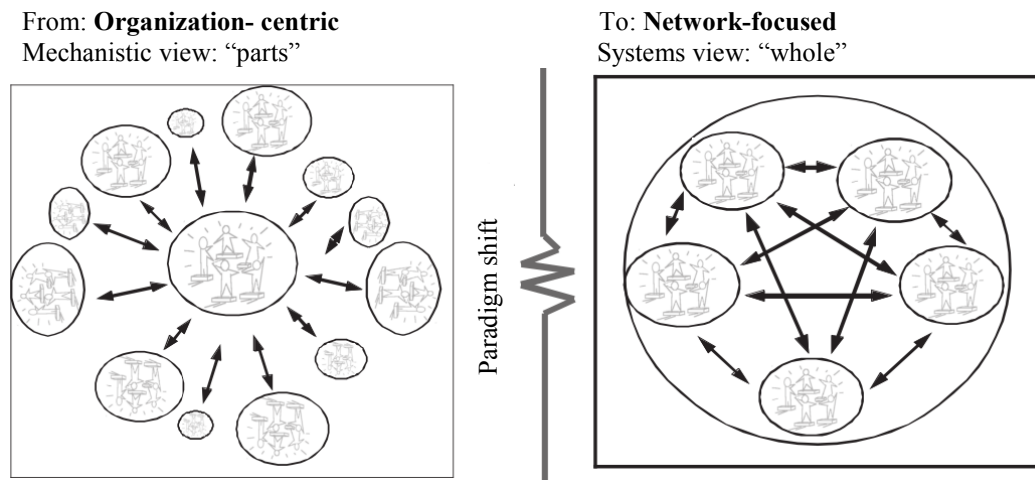 From: Organization- centric
Mechanistic view: “parts”
To: Network-focused
Systems view: “whole”
Paradigm shift